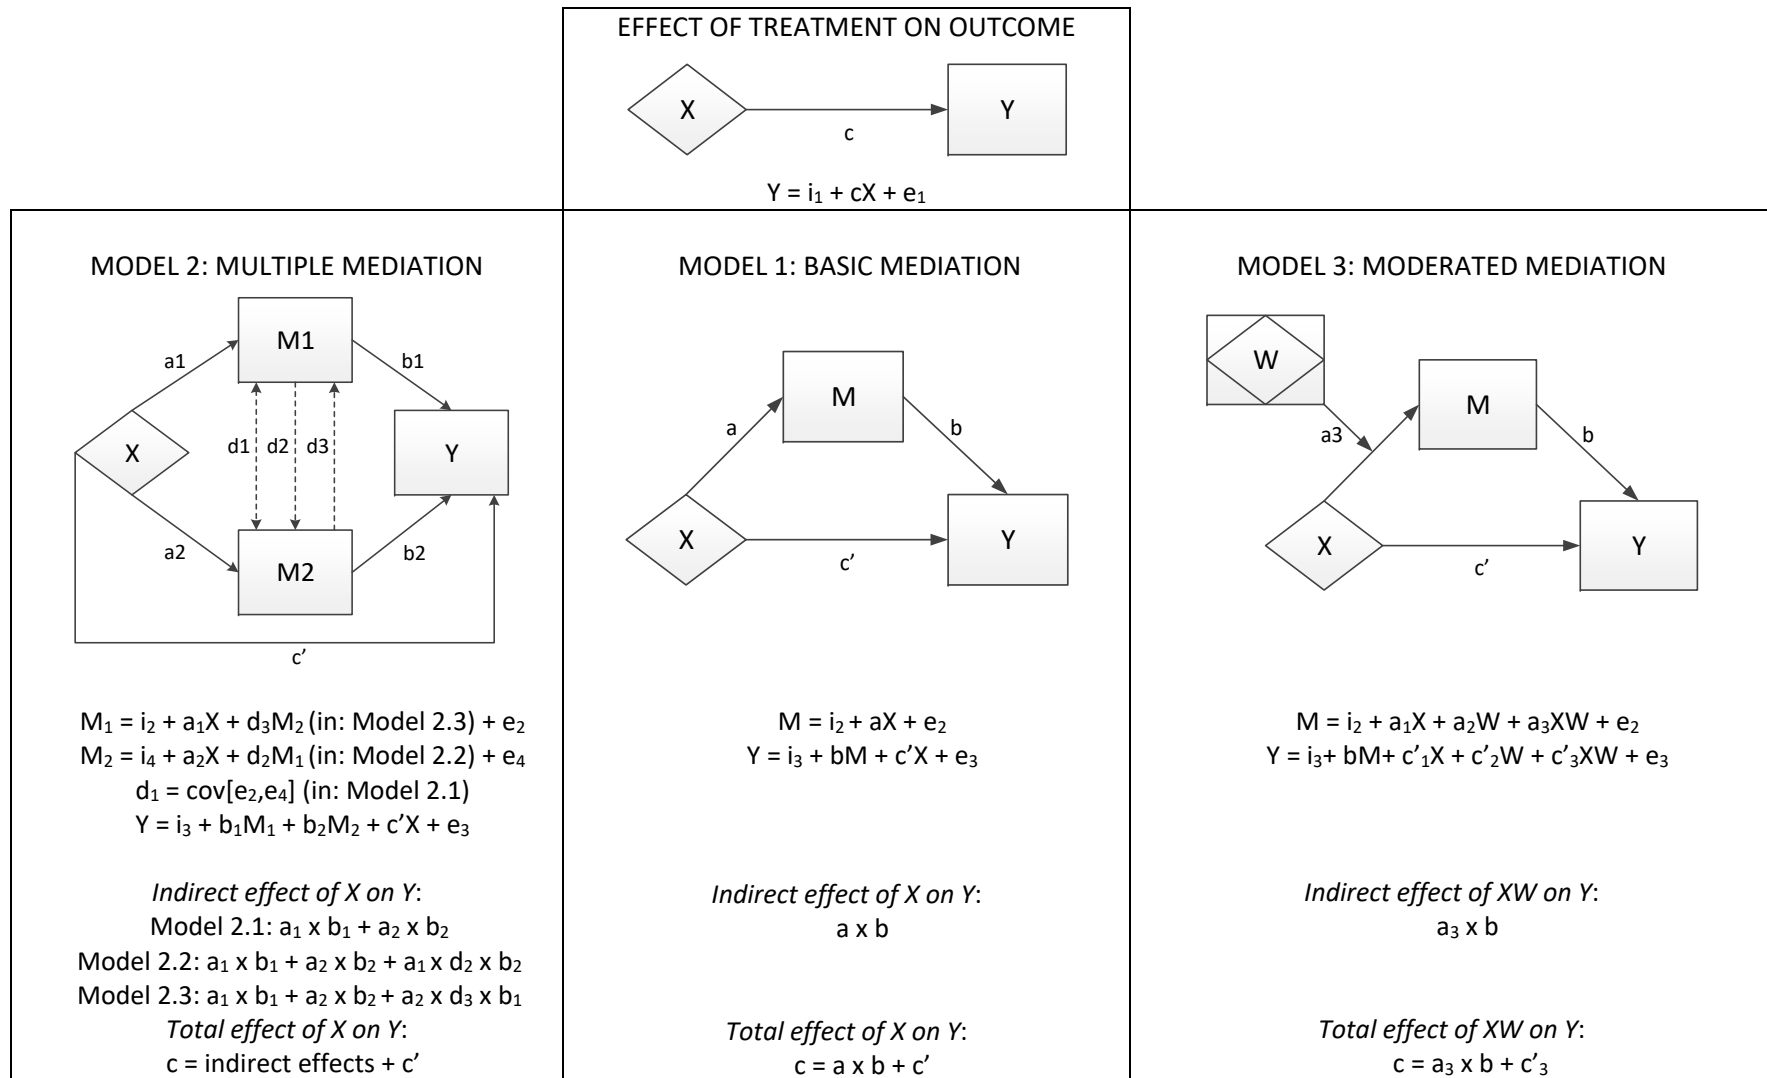 EFFECT OF TREATMENT ON OUTCOME
X
Y
c
Y = i₁ + cX + e₁
MODEL 2: MULTIPLE MEDIATION
M1
a1
b1
X
d1
d2
d3
Y
a2
b2
M2
c’
M₁ = i₂ + a₁X + d₃M₂ (in: Model 2.3) + e₂
M₂ = i₄ + a₂X + d₂M₁ (in: Model 2.2) + e₄
d₁ = cov[e₂,e₄] (in: Model 2.1)
Y = i₃ + b₁M₁ + b₂M₂ + c’X + e₃
Indirect effect of X on Y:
Model 2.1: a₁ x b₁ + a₂ x b₂
Model 2.2: a₁ x b₁ + a₂ x b₂ + a₁ x d₂ x b₂
Model 2.3: a₁ x b₁ + a₂ x b₂ + a₂ x d₃ x b₁
Total effect of X on Y:
c = indirect effects + c’
MODEL 1: BASIC MEDIATION
M
a
b
X
Y
c’
M = i₂ + aX + e₂
Y = i₃ + bM + c’X + e₃
Indirect effect of X on Y:
a x b
Total effect of X on Y:
c = a x b + c’
MODEL 3: MODERATED MEDIATION
W
M
a3
b
X
Y
c’
M = i₂ + a₁X + a₂W + a₃XW + e₂
Y = i₃+ bM+ c’₁X + c’₂W + c’₃XW + e₃
Indirect effect of XW on Y:
a₃ x b
Total effect of XW on Y:
c = a₃ x b + c’₃